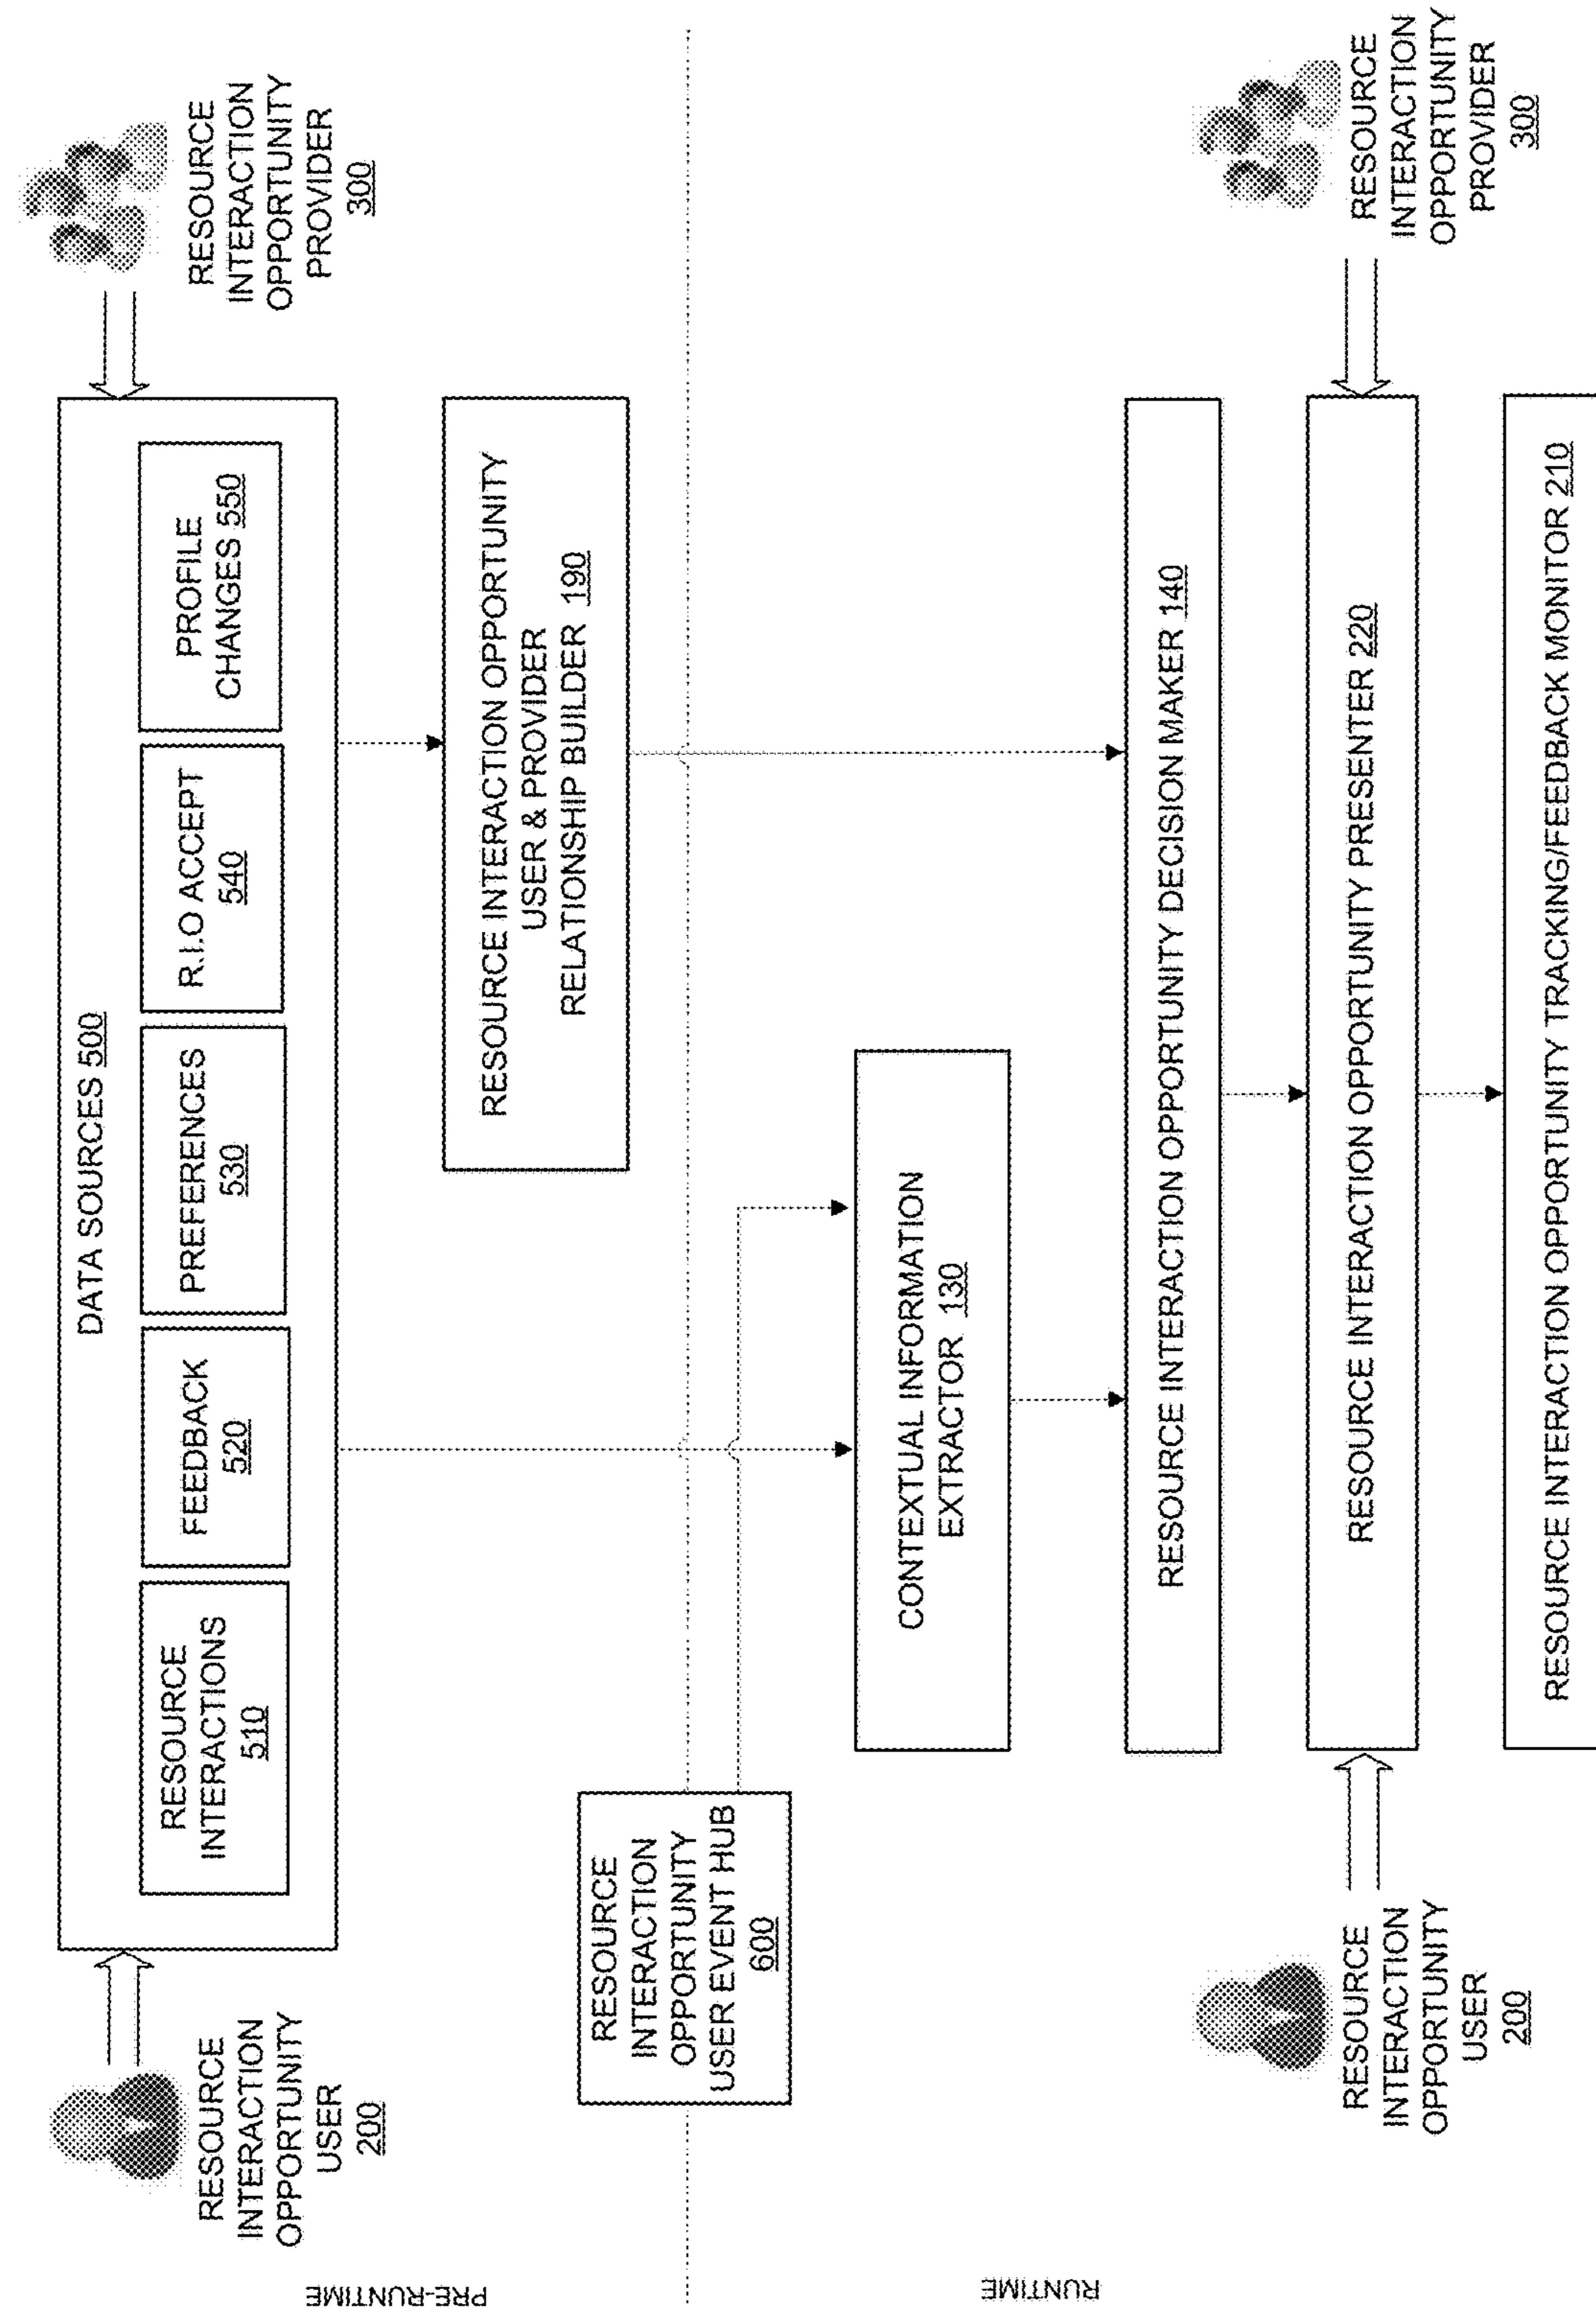 DATA SOURCES 500
RESOURCE
INTERACTIONS
510
FEEDBACK
520
PREFERENCES
530
R.I.O ACCEPT
540
PROFILE
CHANGES 550
RESOURCE
INTERACTION
OPPORTUNITY
USER
200
RESOURCE
INTERACTION
OPPORTUNITY
PROVIDER
300
PRE-RUNTIME
RESOURCE INTERACTION OPPORTUNITY
USER & PROVIDER
RELATIONSHIP BUILDER 190
RESOURCE
INTERACTION
OPPORTUNITY
USER EVENT HUB
600
RUNTIME
CONTEXTUAL INFORMATION
EXTRACTOR 130
RESOURCE INTERACTION OPPORTUNITY DECISION MAKER 140
RESOURCE INTERACTION OPPORTUNITY PRESENTER 220
RESOURCE
INTERACTION
OPPORTUNITY
USER
200
RESOURCE
INTERACTION
OPPORTUNITY
PROVIDER
300
RESOURCE INTERACTION OPPORTUNITY TRACKING/FEEDBACK MONITOR 210